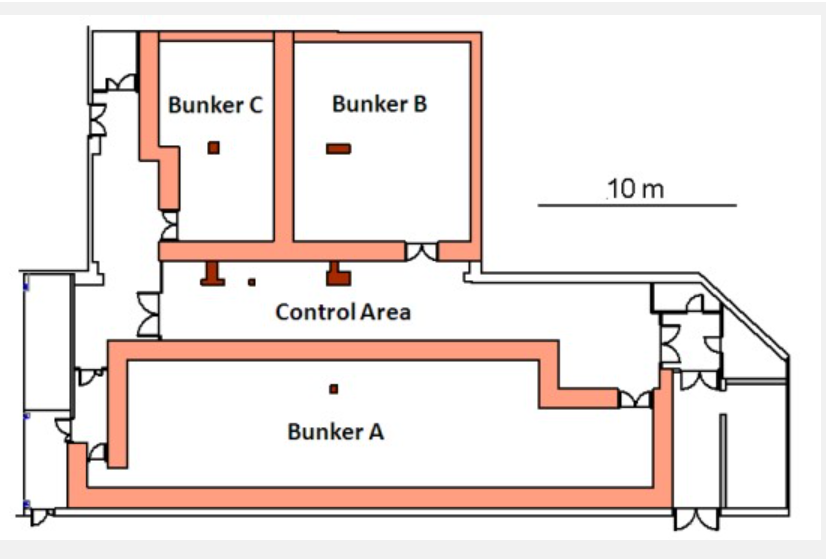 Bunker C
Bunker B
10 m
Control Area
Bunker A